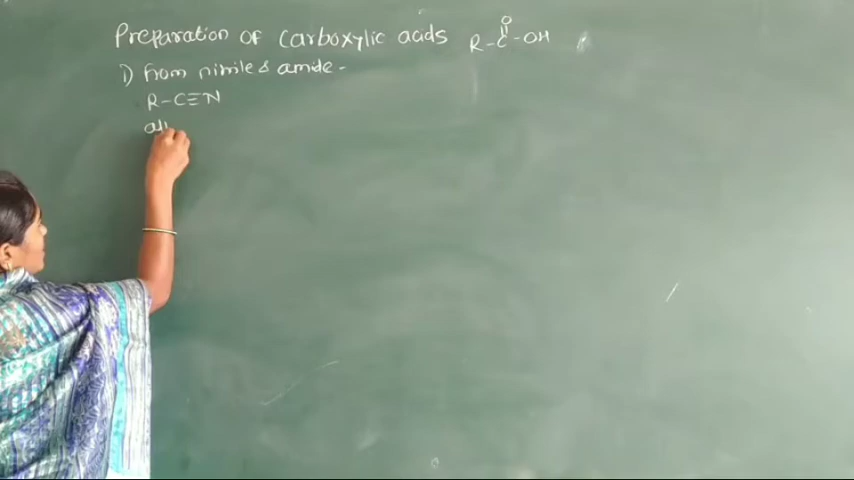 Preparation of carboxylic acids R-C-OH
O
1) from nitrile & amide -
R-C≡N